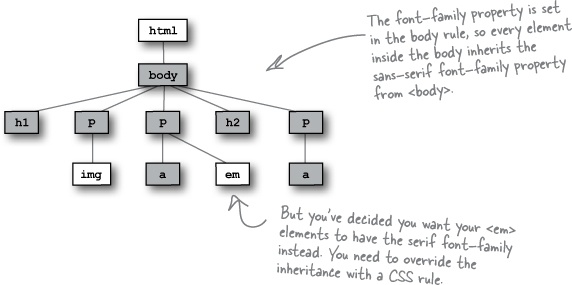 html
The font-family property is set
in the body rule, so every element
inside the body inherits the
sans-serif font-family property
from <body>.
body
h1 p p h2 p
img a em a
But you've decided you want your <em>
elements to have the serif font-family
instead. You need to override the
inheritance with a CSS rule.